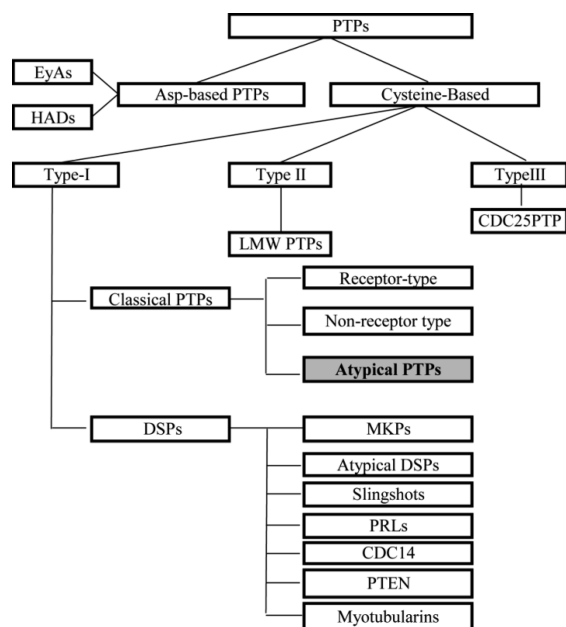 PTPs
EyAs
Asp-based PTPs
Cysteine-Based
HADs
Type-I
Type II
TypeIII
CDC25PTP
LMW PTPs
Receptor-type
Classical PTPs
Non-receptor type
Atypical PTPs
DSPs
MKPs
Atypical DSPs
Slingshots
PRLs
CDC14
PTEN
Myotubularins